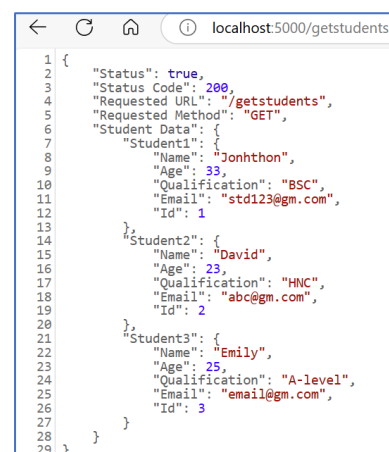 localhost:5000/getstudents
1 {
2 "Status": true,
3 "Status Code": 200,
4 "Requested URL": "/getstudents",
5 "Requested Method": "GET",
6 "Student Data": {
7 "Student1": {
8 "Name": "Jonhthon",
9 "Age": 33,
10 "Qualification": "BSC",
11 "Email": "std123@gm.com",
12 "Id": 1
13 },
14 "Student2": {
15 "Name": "David",
16 "Age": 23,
17 "Qualification": "HNC",
18 "Email": "abc@gm.com",
19 "Id": 2
20 },
21 "Student3": {
22 "Name": "Emily",
23 "Age": 25,
24 "Qualification": "A-level",
25 "Email": "email@gm.com",
26 "Id": 3
27 }
28 }
29 }